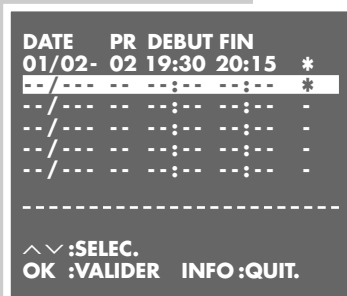 DATE PR DEBUT FIN
01/02- 02 19:30 20:15 *
--/--- -- --:-- --:-- *
--/--- -- --:-- --:-- -
--/--- -- --:-- --:-- -
--/--- -- --:-- --:-- -
--/--- -- --:-- --:-- -
--------------------------
∧∨:SELEC.
OK :VALIDER INFO :QUIT.